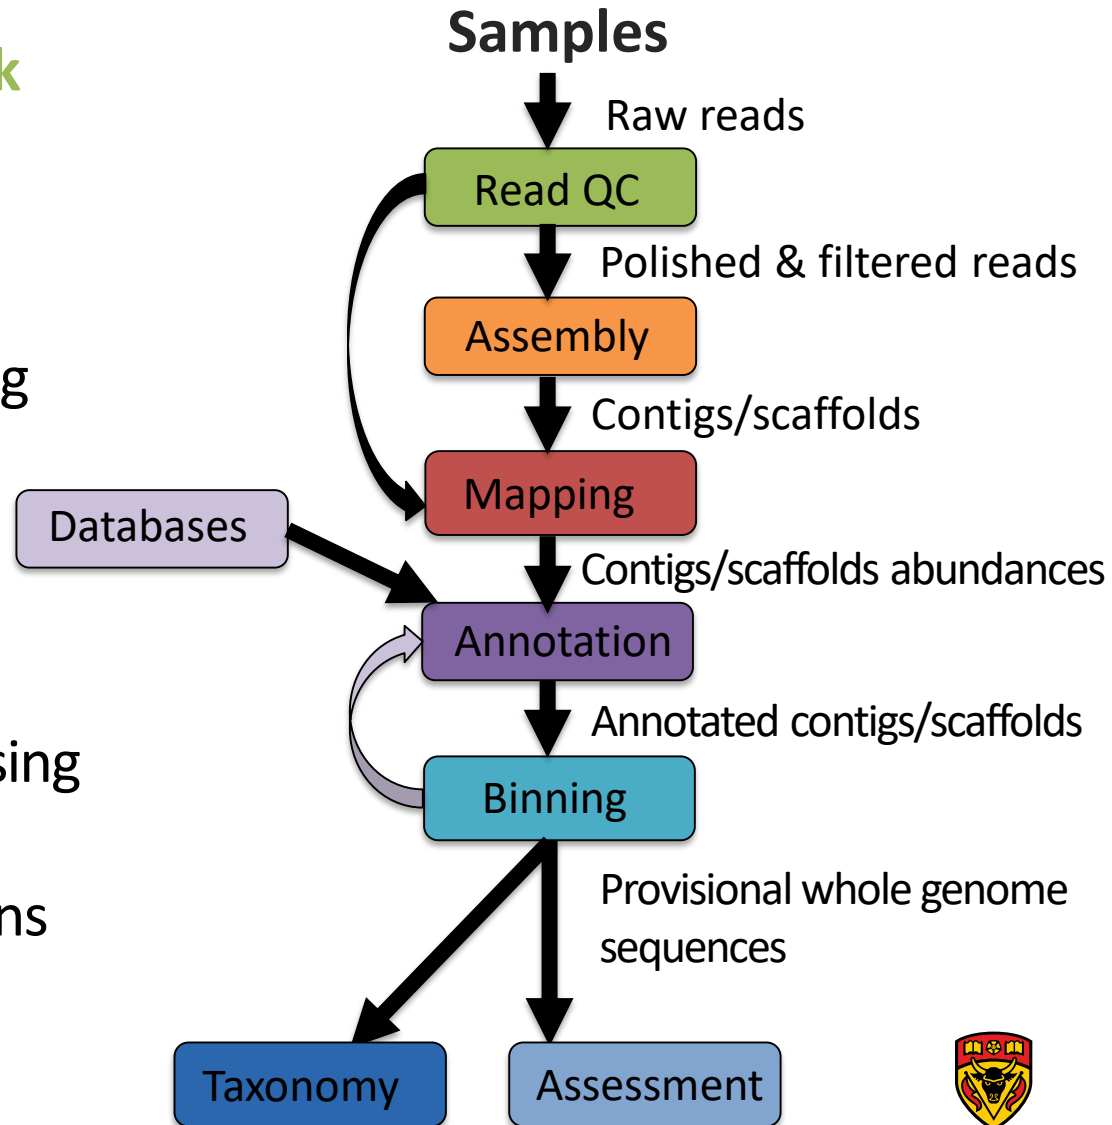 Samples
k
Raw reads
Read QC
Polished & filtered reads
Assembly
g
Contigs/scaffolds
Mapping
Databases
Contigs/scaffolds abundances
Annotation
Annotated contigs/scaffolds
sing
Binning
Provisional whole genome
sequences
ns
Taxonomy
Assessment